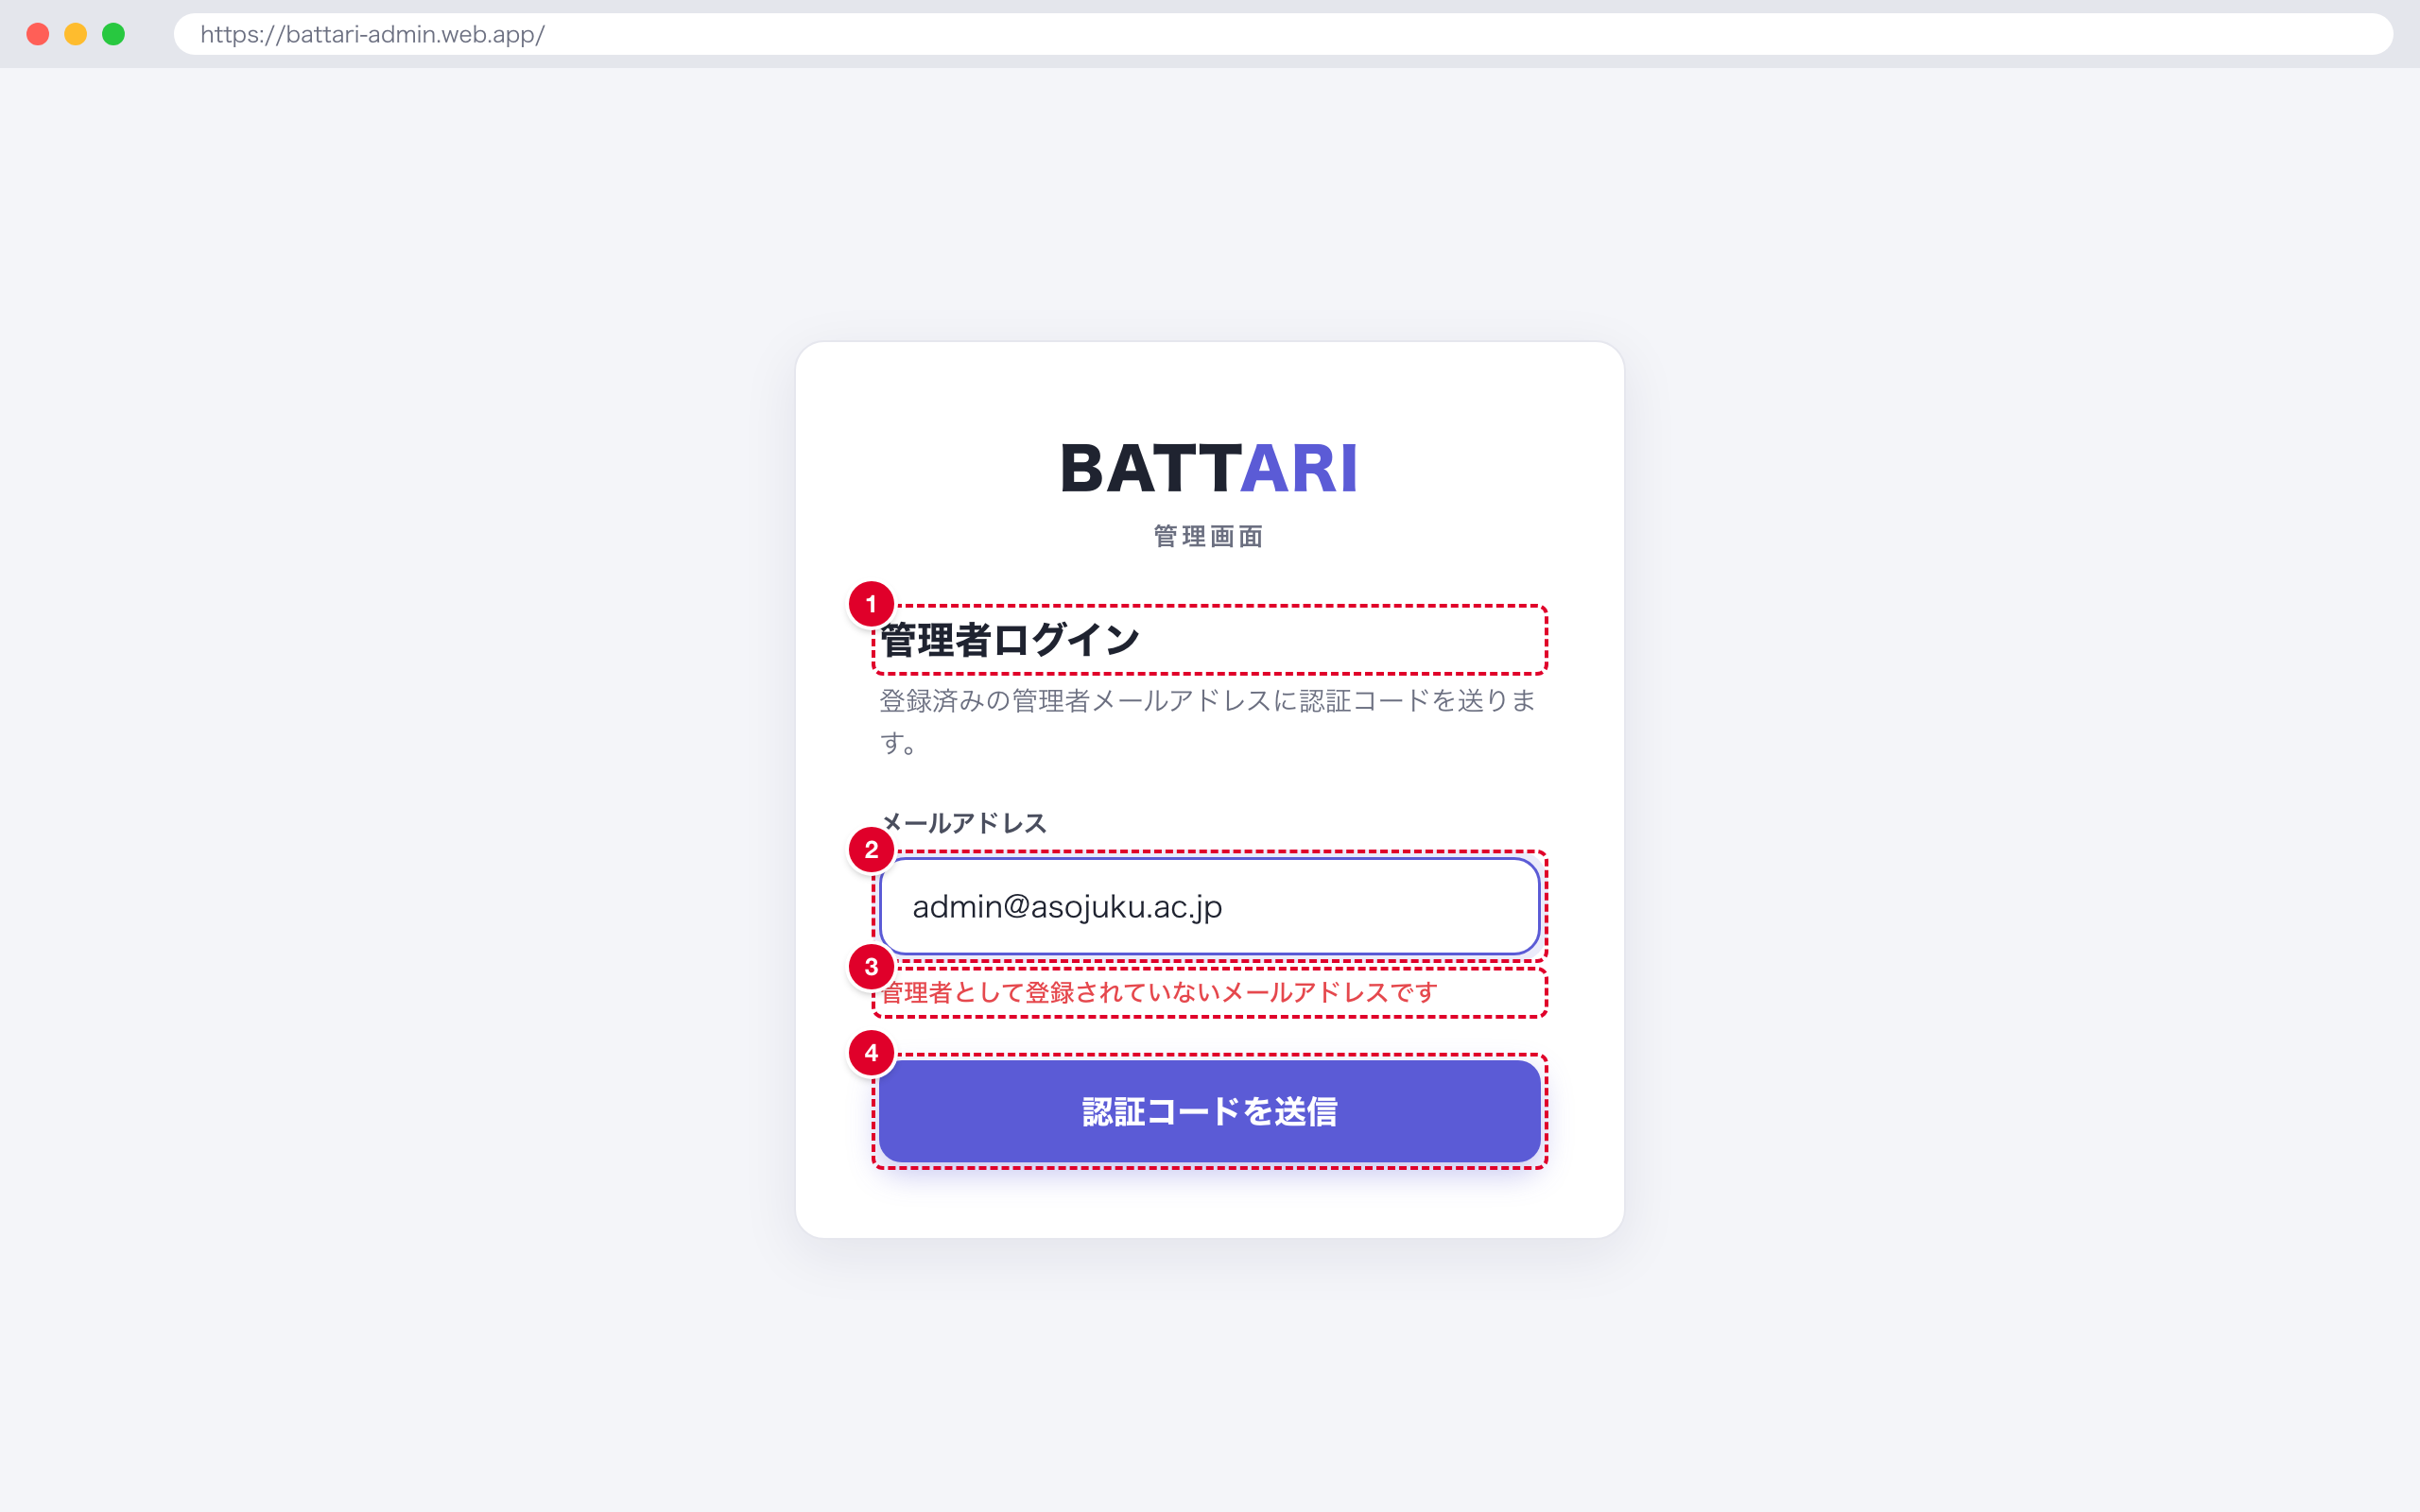 https://battari-admin.web.app/
BATTARI
管理画面
1
管理者ログイン
登録済みの管理者メールアドレスに認証コードを送りま
す。
メールアドレス
2
admin@asojuku.ac.jp
3
管理者として登録されていないメールアドレスです
4
認証コードを送信